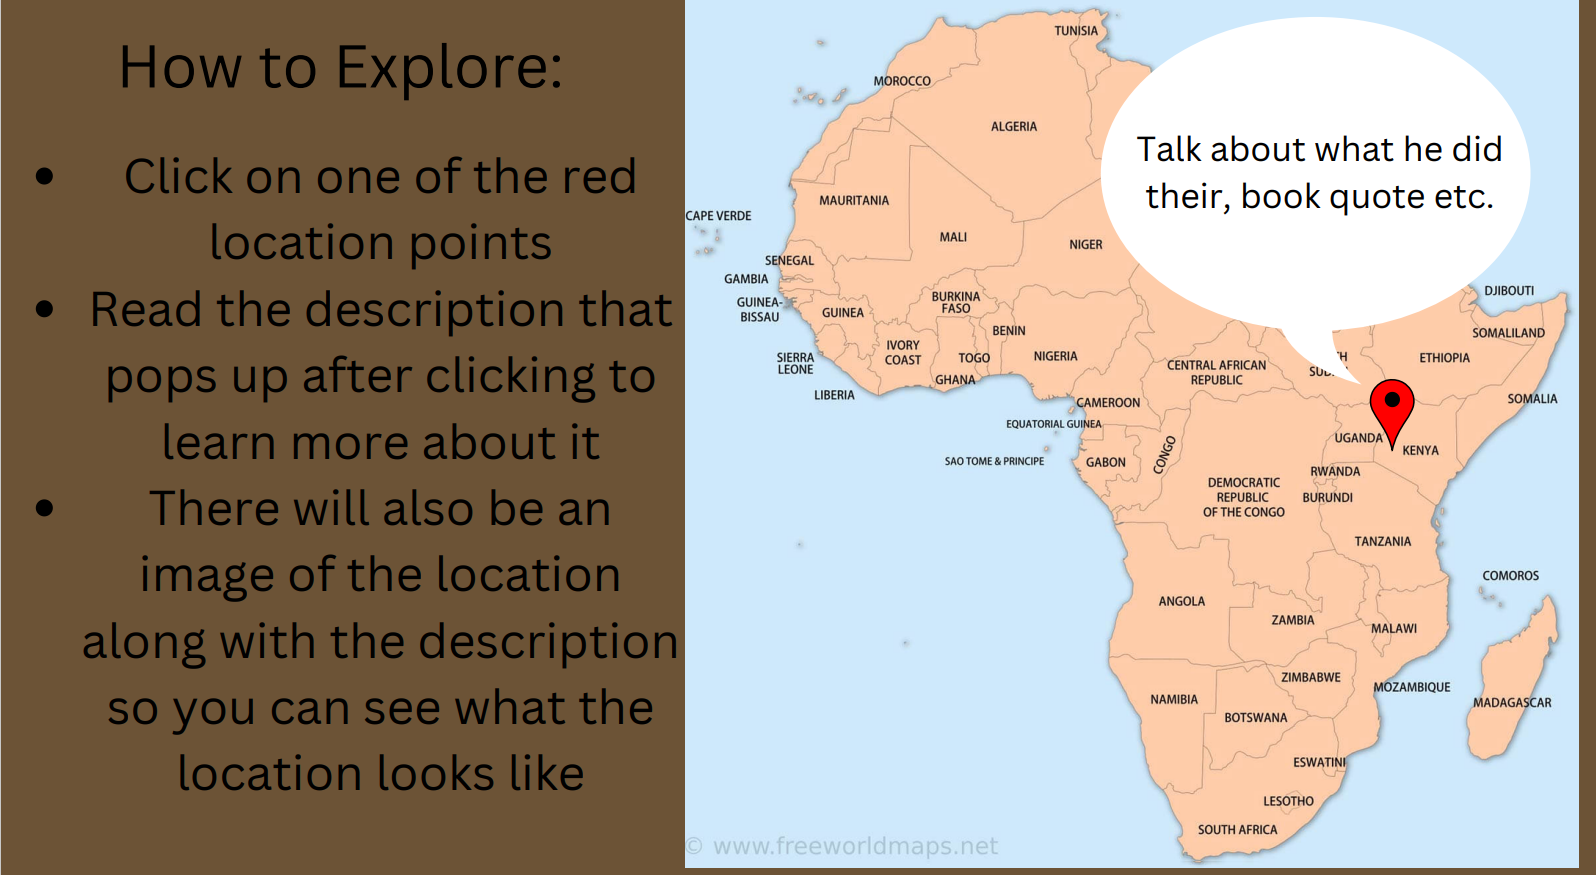 How to Explore:
• Click on one of the red
location points
• Read the description that
pops up after clicking to
learn more about it
• There will also be an
image of the location
along with the description
so you can see what the
location looks like
Talk about what he did
their, book quote etc.
TUNISIA
MOROCCO
ALGERIA
MAURITANIA
CAPE VERDE
MALI
NIGER
SENEGAL
GAMBIA
GUINEA-
BISSAU
GUINEA
BURKINA
FASO
BENIN
DJIBOUTI
SOMALILAND
SIERRA
LEONE
IVORY
COAST
TOGO
NIGERIA
GHANA
LIBERIA
CENTRAL AFRICAN
REPUBLIC
ETHIOPIA
SOMALIA
CAMEROON
EQUATORIAL GUINEA
SAO TOME & PRINCIPE
GABON
CONGO
UGANDA
KENYA
RWANDA
BURUNDI
DEMOCRATIC
REPUBLIC
OF THE CONGO
TANZANIA
COMOROS
ANGOLA
ZAMBIA
MALAWI
ZIMBABWE
MOZAMBIQUE
NAMIBIA
BOTSWANA
MADAGASCAR
ESWATINI
LESOTHO
SOUTH AFRICA
© www.freeworldmaps.net